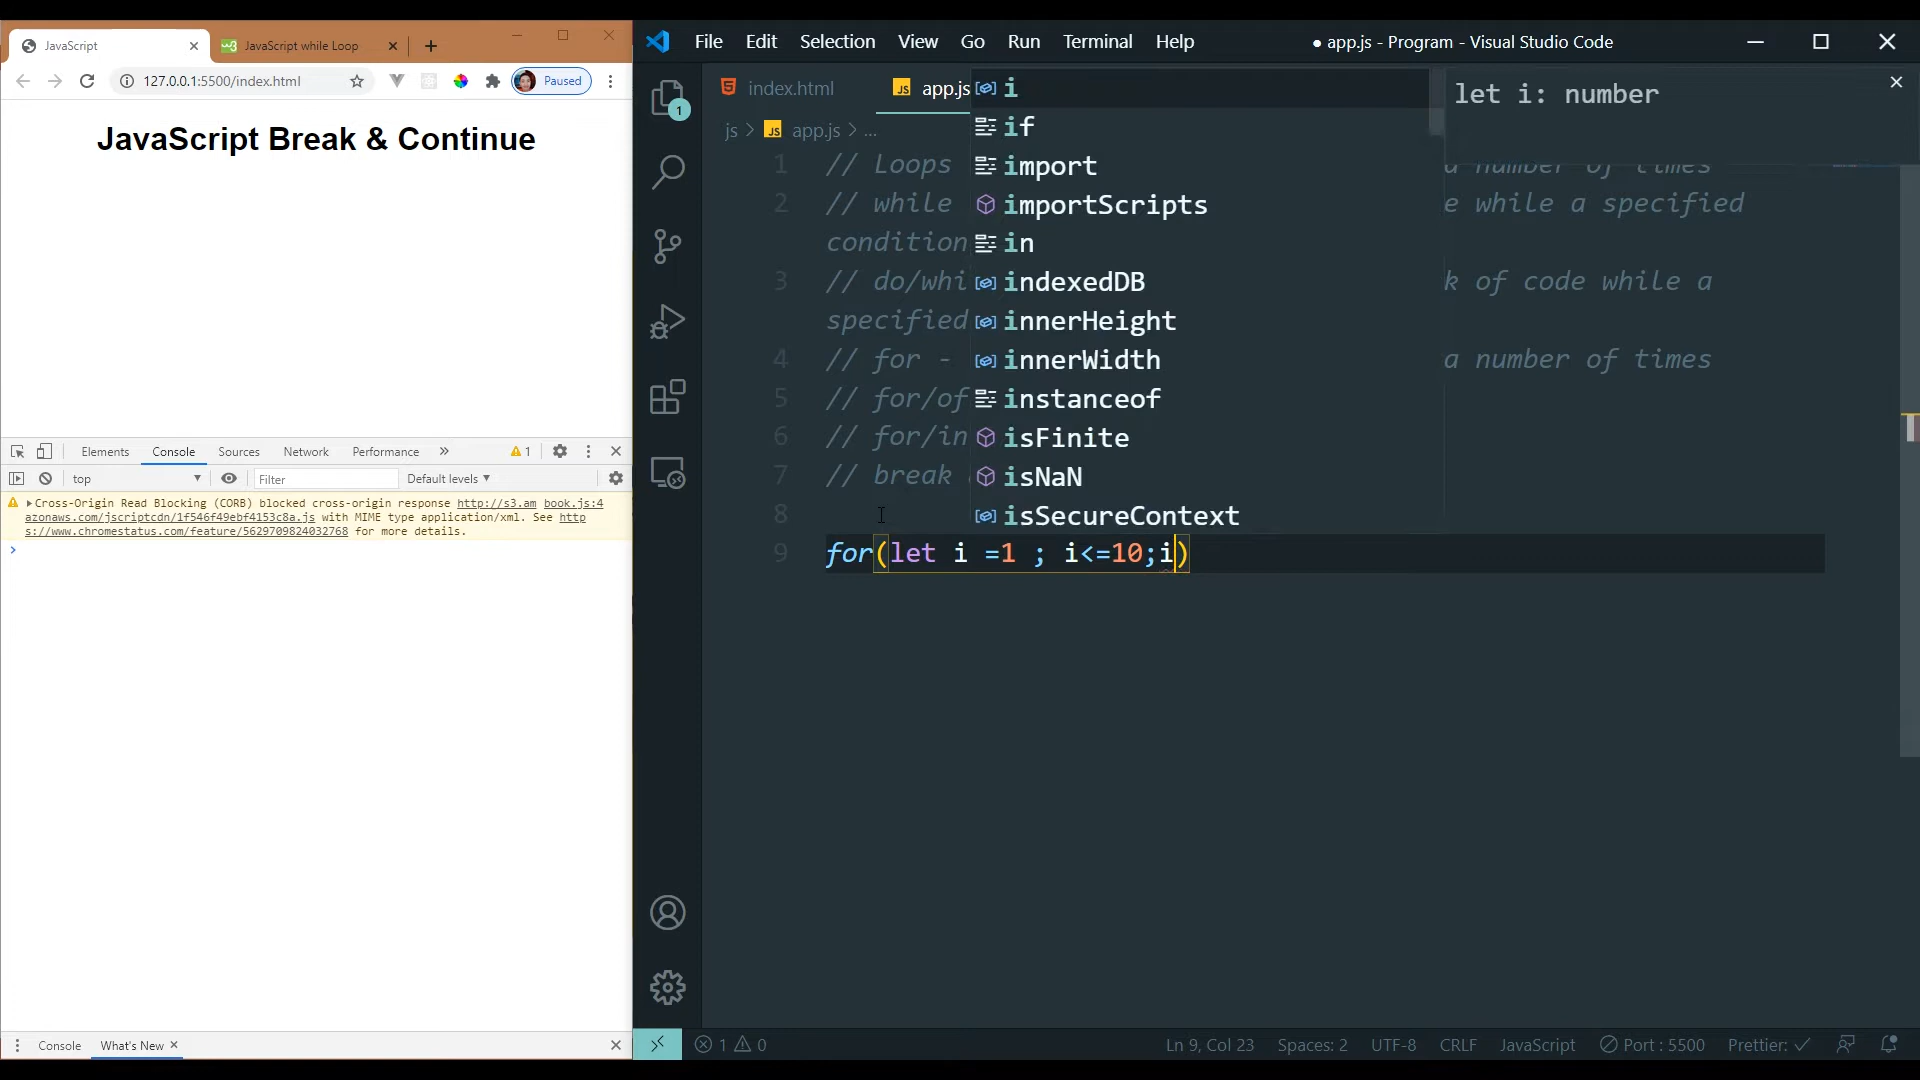 JavaScript
JavaScript while Loop
127.0.0.1:5500/index.html
Paused
JavaScript Break & Continue
Elements Console Sources Network Performance » 1
top Filter Default levels
Cross-Origin Read Blocking (CORB) blocked cross-origin response http://s3.am book.js:4
azonaws.com/jscriptcdn/1f546f49ebf4153c8a.js with MIME type application/xml. See http
s://www.chromestatus.com/feature/5629709824032768 for more details.
Console What's New
File Edit Selection View Go Run Terminal Help
● app.js - Program - Visual Studio Code
1
index.html
app.js
js > app.js > ...
i
if
import
importScripts
in
indexedDB
innerHeight
innerWidth
instanceof
isFinite
isNaN
isSecureContext
let i: number
1 // Loops a number of times
2 // while e while a specified
condition
3 // do/whi k of code while a
specified
4 // for - a number of times
5 // for/of
6 // for/in
7 // break
8
9 for(let i =1 ; i<=10;i)
1 0
Ln 9, Col 23 Spaces: 2 UTF-8 CRLF JavaScript Port : 5500 Prettier: ✓